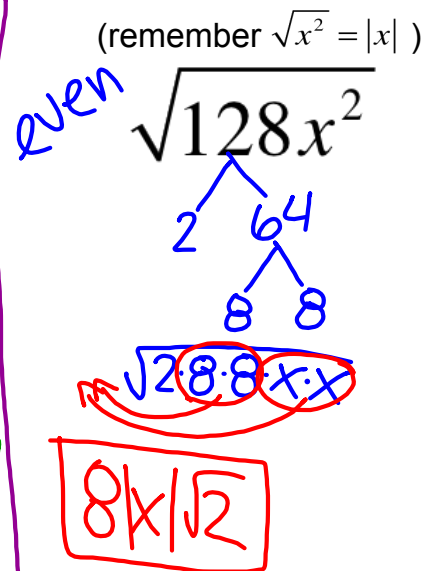 (remember √x² = |x| )
even
√128x²
2 64
8 8
√2·8·8·x·x
8|x|√2